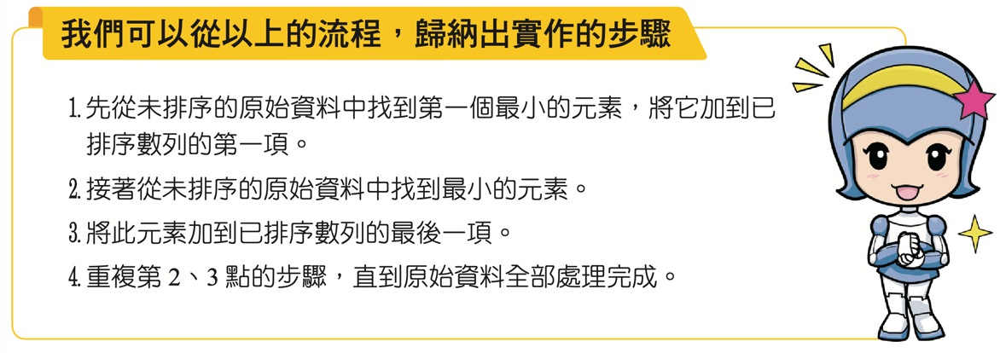 我們可以從以上的流程，歸納出實作的步驟
1. 先從未排序的原始資料中找到第一個最小的元素，將它加到已
排序數列的第一項。
2. 接著從未排序的原始資料中找到最小的元素。
3. 將此元素加到已排序數列的最後一項。
4. 重複第 2、3 點的步驟，直到原始資料全部處理完成。